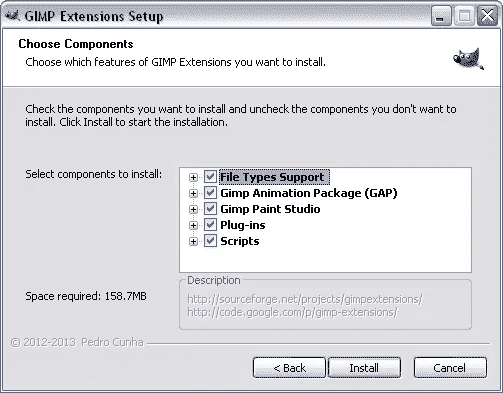 GIMP Extensions Setup
Choose Components
Choose which features of GIMP Extensions you want to install.
Check the components you want to install and uncheck the components you don't want to
install. Click Install to start the installation.
Select components to install:
File Types Support
Gimp Animation Package (GAP)
Gimp Paint Studio
Plug-ins
Scripts
Space required: 158.7MB
Description
http://sourceforge.net/projects/gimpextensions/
http://code.google.com/p/gimp-extensions/
© 2012-2013 Pedro Cunha
< Back
Install
Cancel